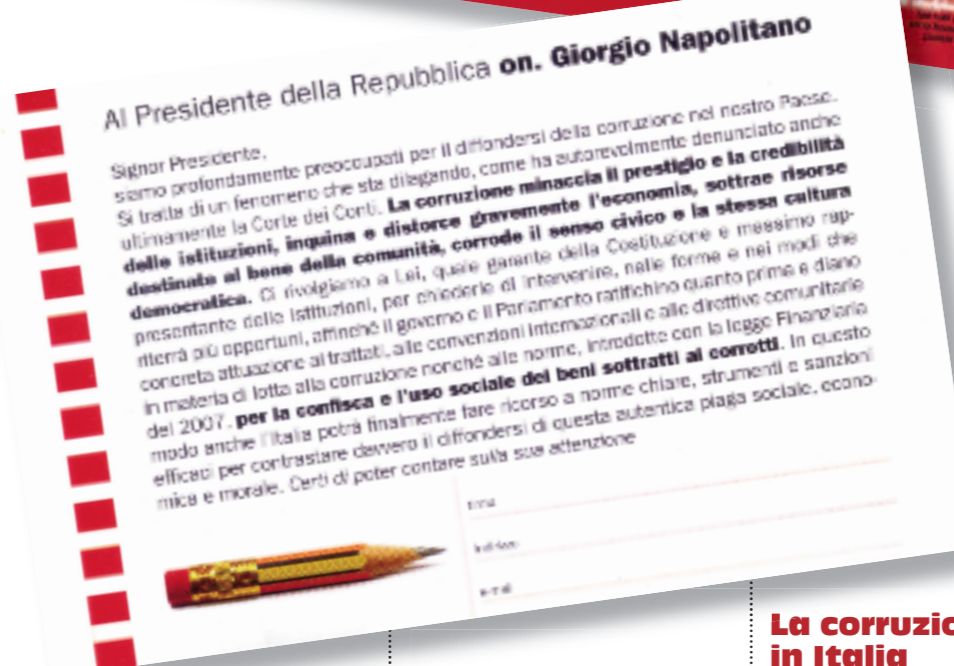 Al Presidente della Repubblica on. Giorgio Napolitano
Signor Presidente,
siamo profondamente preoccupati per il diffondersi della corruzione nel nostro Paese.
Si tratta di un fenomeno che sta dilagando, come ha autorevolmente denunciato anche
ultimamente la Corte dei Conti. La corruzione minaccia il prestigio e la credibilità
delle istituzioni, inquina e distorce gravemente l'economia, sottrae risorse
destinate al bene della comunità, corrode il senso civico e la stessa cultura
democratica. Ci rivolgiamo a Lei, quale garante della Costituzione e massimo rap-
presentante delle istituzioni, per chiederle di intervenire, nelle forme e nei modi che
riterrà più opportuni, affinché il governo e il Parlamento ratifichino quanto prima e diano
concreta attuazione ai trattati, alle convenzioni internazionali e alle direttive comunitarie
in materia di lotta alla corruzione nonché alle norme, introdotte con la legge Finanziaria
del 2007, per la confisca e l'uso sociale dei beni sottratti ai corrotti. In questo
modo anche l'Italia potrà finalmente fare ricorso a norme chiare, strumenti e sanzioni
efficaci per contrastare davvero il diffondersi di questa autentica piaga sociale, econo-
mica e morale. Certi di poter contare sulla sua attenzione
firma
indirizzo
e-mail
La corruzio
in Italia